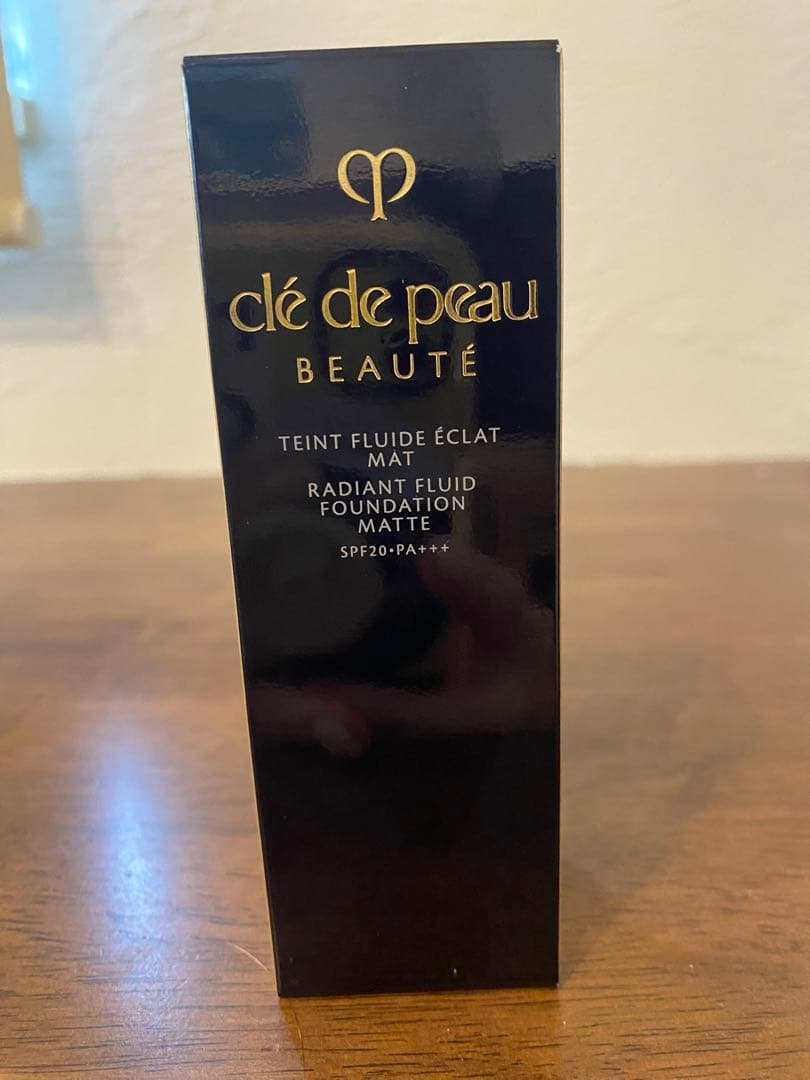 clé de peau
BEAUTÉ
TEINT FLUIDE ÉCLAT
MAT
RADIANT FLUID
FOUNDATION
MATTE
SPF20•PA+++